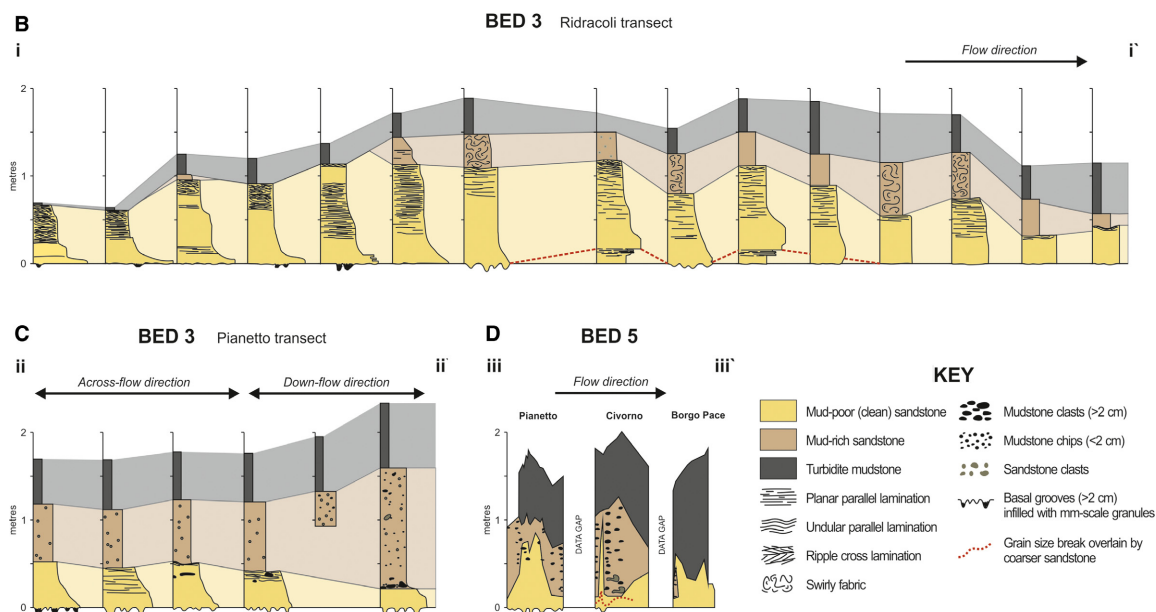 B
BED 3 Ridracoli transect
i
Flow direction
i`
2
metres
1
0
C
BED 3 Pianetto transect
ii
ii`
Across-flow direction
Down-flow direction
2
metres
1
0
D
BED 5
iii
iii`
Flow direction
Pianetto
Civorno
Borgo Pace
2
metres
1
0
DATA GAP
DATA GAP
KEY
Mud-poor (clean) sandstone
Mud-rich sandstone
Turbidite mudstone
Planar parallel lamination
Undular parallel lamination
Ripple cross lamination
Swirly fabric
Mudstone clasts (>2 cm)
Mudstone chips (<2 cm)
Sandstone clasts
Basal grooves (>2 cm)
infilled with mm-scale granules
Grain size break overlain by
coarser sandstone